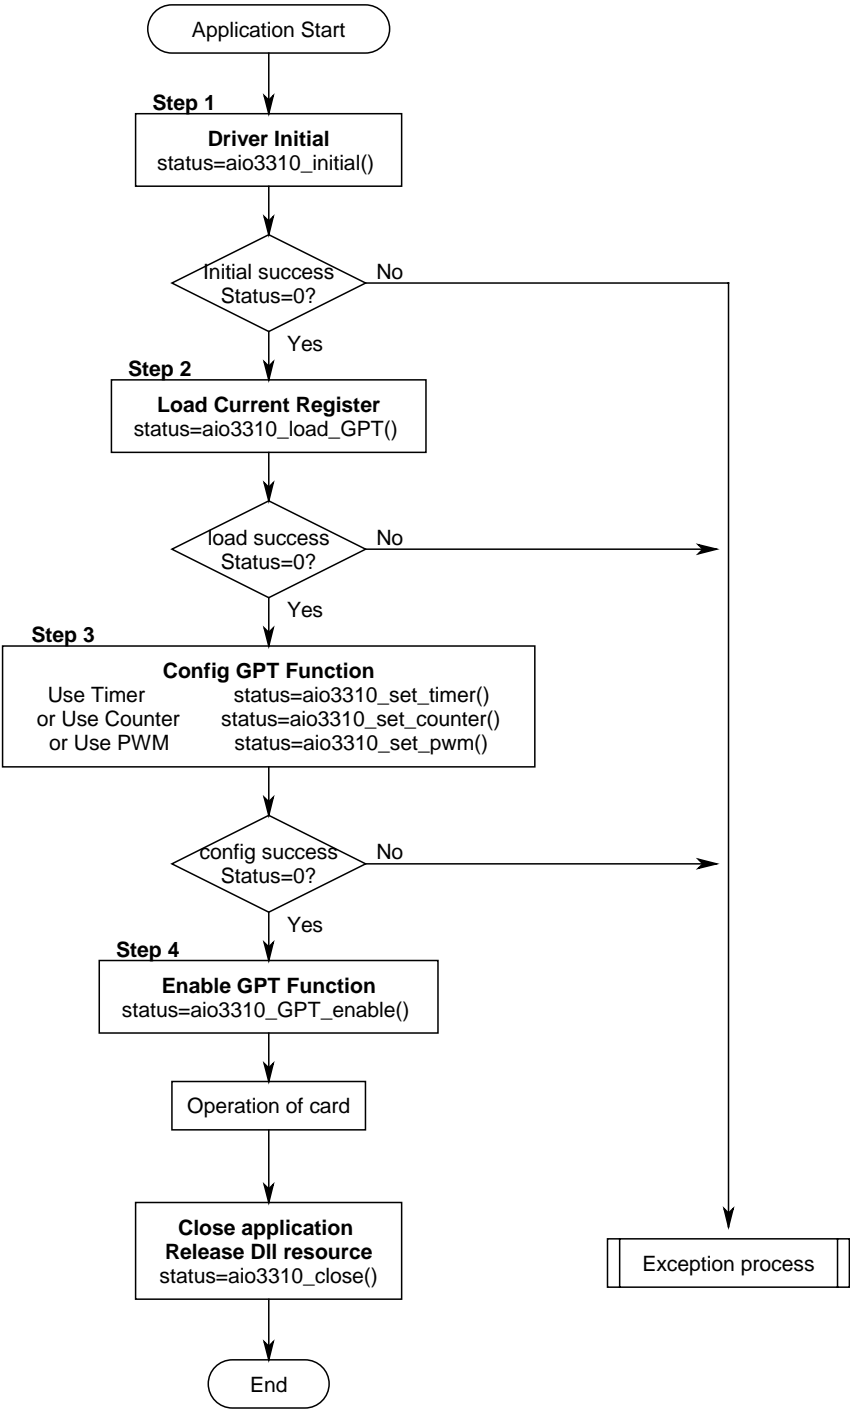 Application Start
Step 1
Driver Initial
status=aio3310_initial()
Initial success
Status=0?
No
Yes
Step 2
Load Current Register
status=aio3310_load_GPT()
load success
Status=0?
No
Yes
Step 3
Config GPT Function
Use Timer status=aio3310_set_timer()
or Use Counter status=aio3310_set_counter()
or Use PWM status=aio3310_set_pwm()
config success
Status=0?
No
Yes
Step 4
Enable GPT Function
status=aio3310_GPT_enable()
Operation of card
Close application
Release Dll resource
status=aio3310_close()
Exception process
End